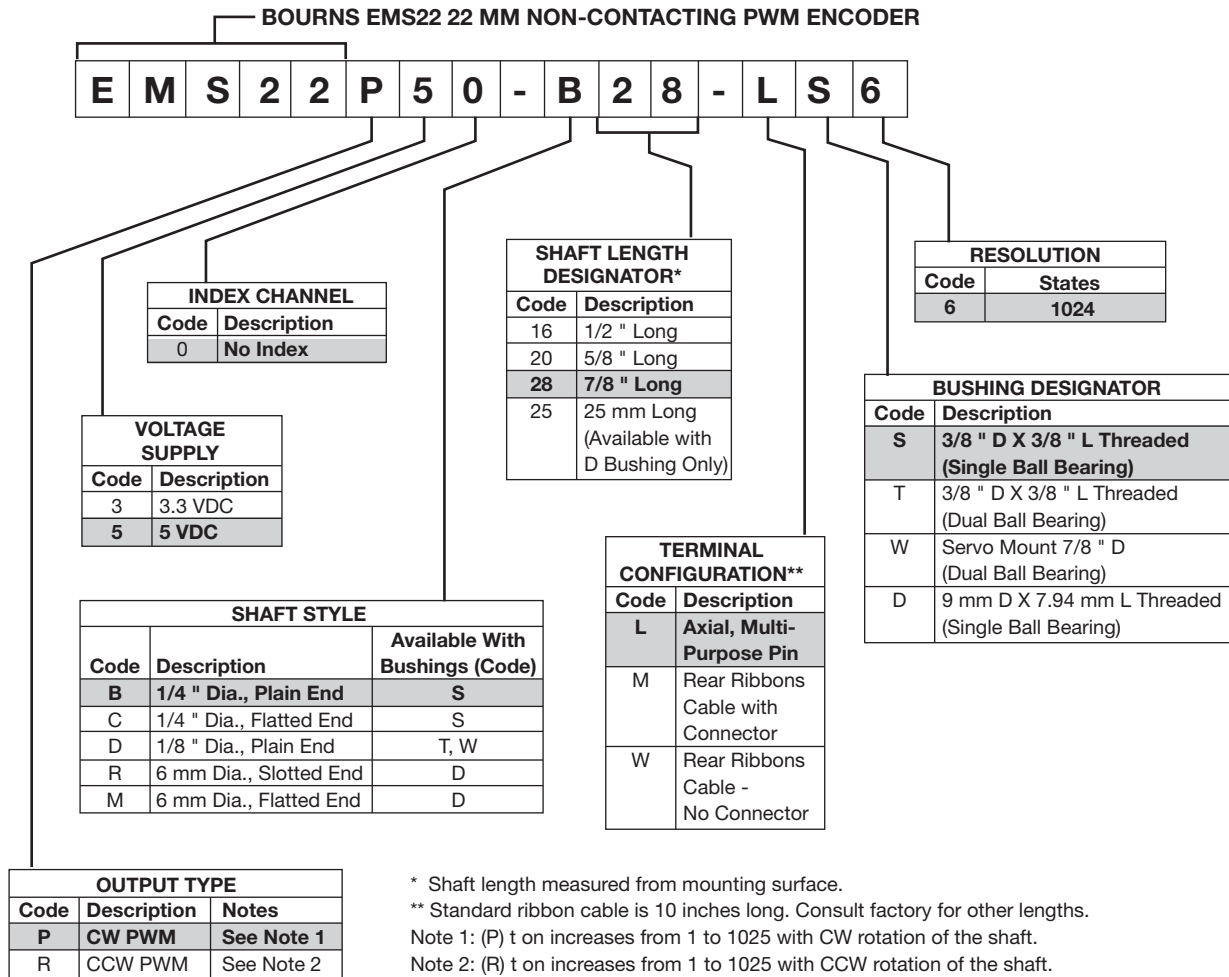 BOURNS EMS22 22 MM NON-CONTACTING PWM ENCODER
E M S 2 2 P 5 0 - B 2 8 - L S 6
INDEX CHANNEL
Code Description
0 No Index
VOLTAGE
SUPPLY
Code Description
3 3.3 VDC
5 5 VDC
SHAFT LENGTH
DESIGNATOR*
Code Description
16 1/2 " Long
20 5/8 " Long
28 7/8 " Long
25 25 mm Long
(Available with
D Bushing Only)
RESOLUTION
Code States
6 1024
BUSHING DESIGNATOR
Code Description
S 3/8 " D X 3/8 " L Threaded
(Single Ball Bearing)
T 3/8 " D X 3/8 " L Threaded
(Dual Ball Bearing)
W Servo Mount 7/8 " D
(Dual Ball Bearing)
D 9 mm D X 7.94 mm L Threaded
(Single Ball Bearing)
TERMINAL
CONFIGURATION**
Code Description
L Axial, Multi-
Purpose Pin
M Rear Ribbons
Cable with
Connector
W Rear Ribbons
Cable -
No Connector
SHAFT STYLE
Available With
Code Description Bushings (Code)
B 1/4 " Dia., Plain End S
C 1/4 " Dia., Flatted End S
D 1/8 " Dia., Plain End T, W
R 6 mm Dia., Slotted End D
M 6 mm Dia., Flatted End D
OUTPUT TYPE
Code Description Notes
P CW PWM See Note 1
R CCW PWM See Note 2
* Shaft length measured from mounting surface.
** Standard ribbon cable is 10 inches long. Consult factory for other lengths.
Note 1: (P) t on increases from 1 to 1025 with CW rotation of the shaft.
Note 2: (R) t on increases from 1 to 1025 with CCW rotation of the shaft.